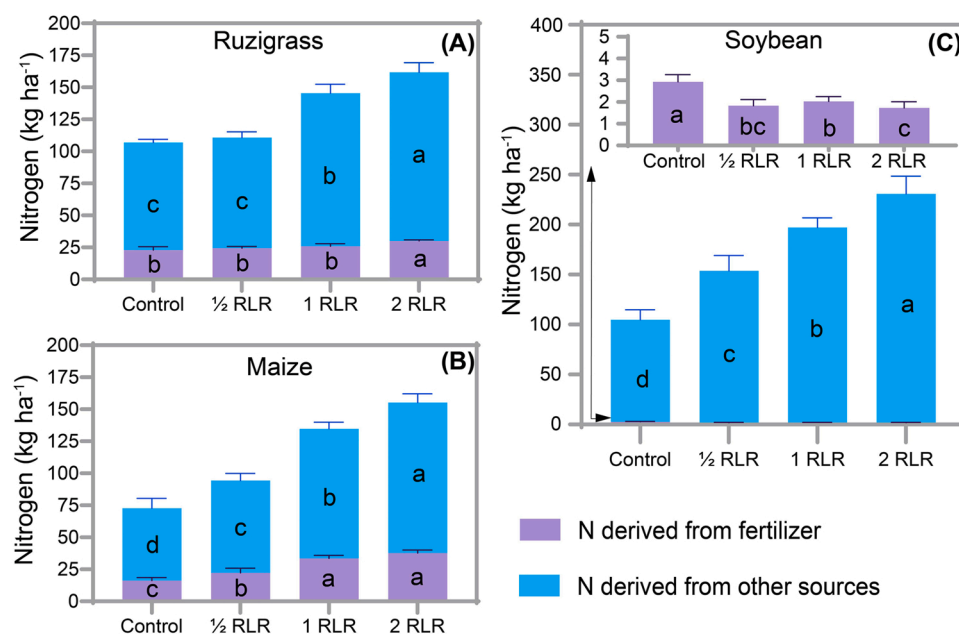 Ruzigrass
(A)
Nitrogen (kg ha⁻¹)
200
175
150
125
100
75
50
25
0
c
c
b
a
b
b
b
a
Control
½ RLR
1 RLR
2 RLR
Maize
(B)
Nitrogen (kg ha⁻¹)
200
175
150
125
100
75
50
25
0
d
c
b
a
c
b
a
a
Control
½ RLR
1 RLR
2 RLR
Soybean
(C)
Nitrogen (kg ha⁻¹)
400
350
300
250
200
150
100
50
0
5
4
3
2
1
0
a
bc
b
c
Control
½ RLR
1 RLR
2 RLR
d
c
b
a
Control
½ RLR
1 RLR
2 RLR
N derived from fertilizer
N derived from other sources